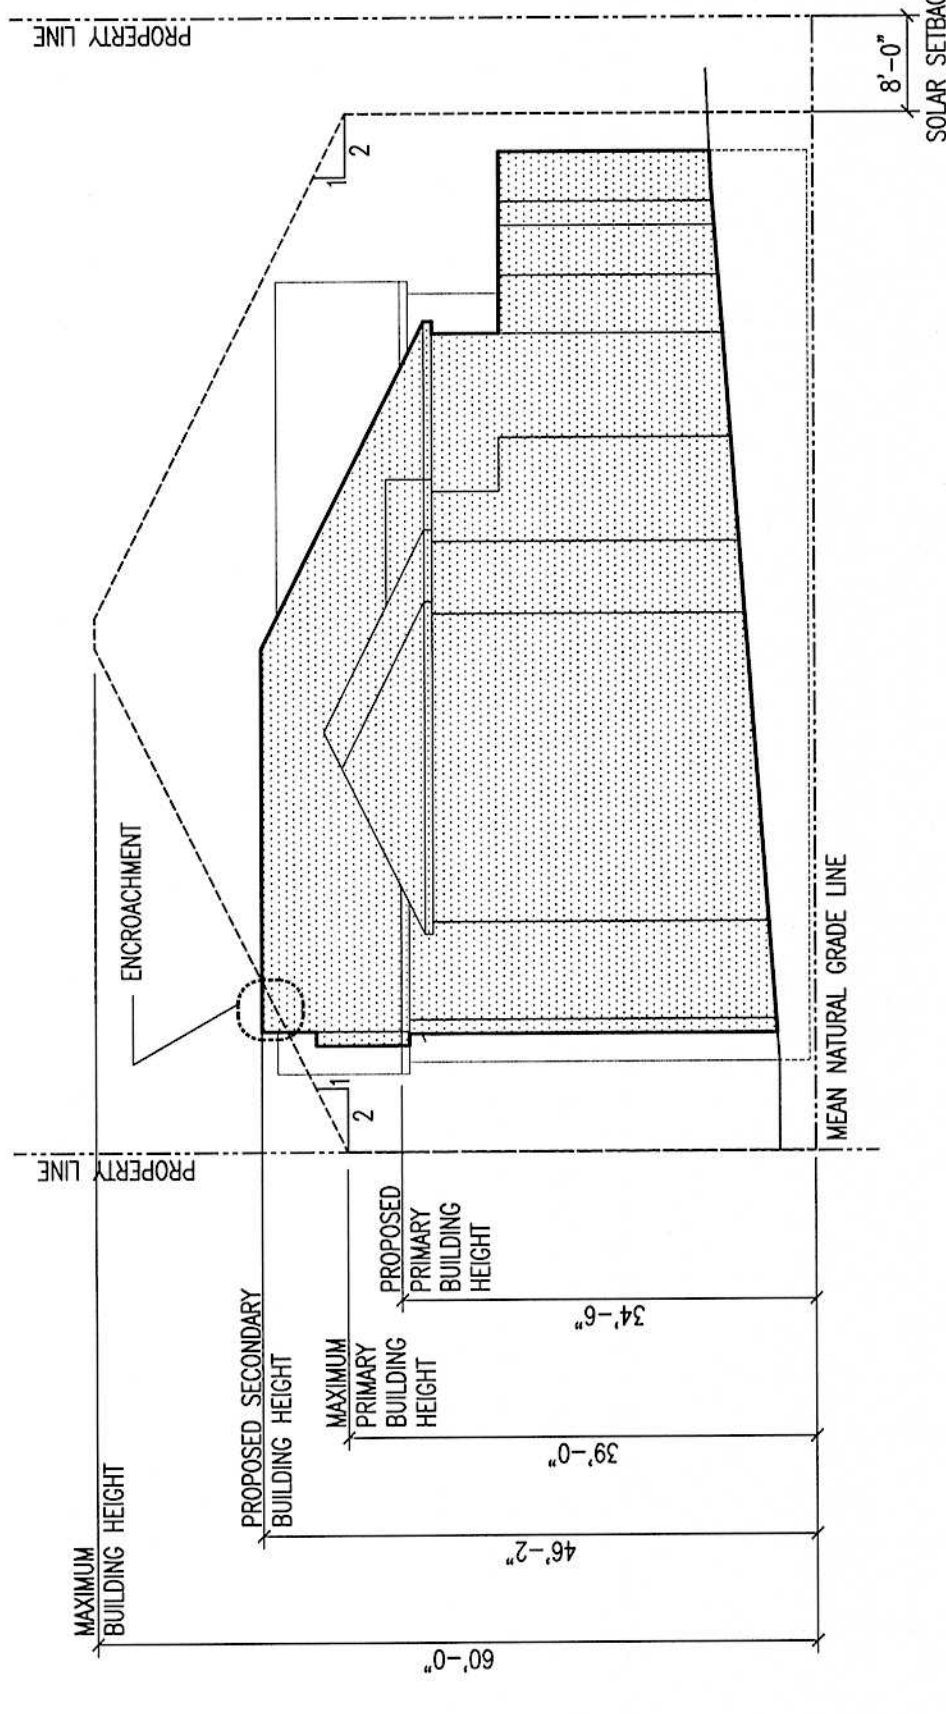 PROPERTY LINE
PROPERTY LINE
1
2
ENCROACHMENT
1
2
8'-0"
SOLAR SETBAC
MEAN NATURAL GRADE LINE
PROPOSED
PRIMARY
BUILDING
HEIGHT
34'-6"
MAXIMUM
PRIMARY
BUILDING
HEIGHT
39'-0"
PROPOSED SECONDARY
BUILDING HEIGHT
46'-2"
MAXIMUM
BUILDING HEIGHT
60'-0"